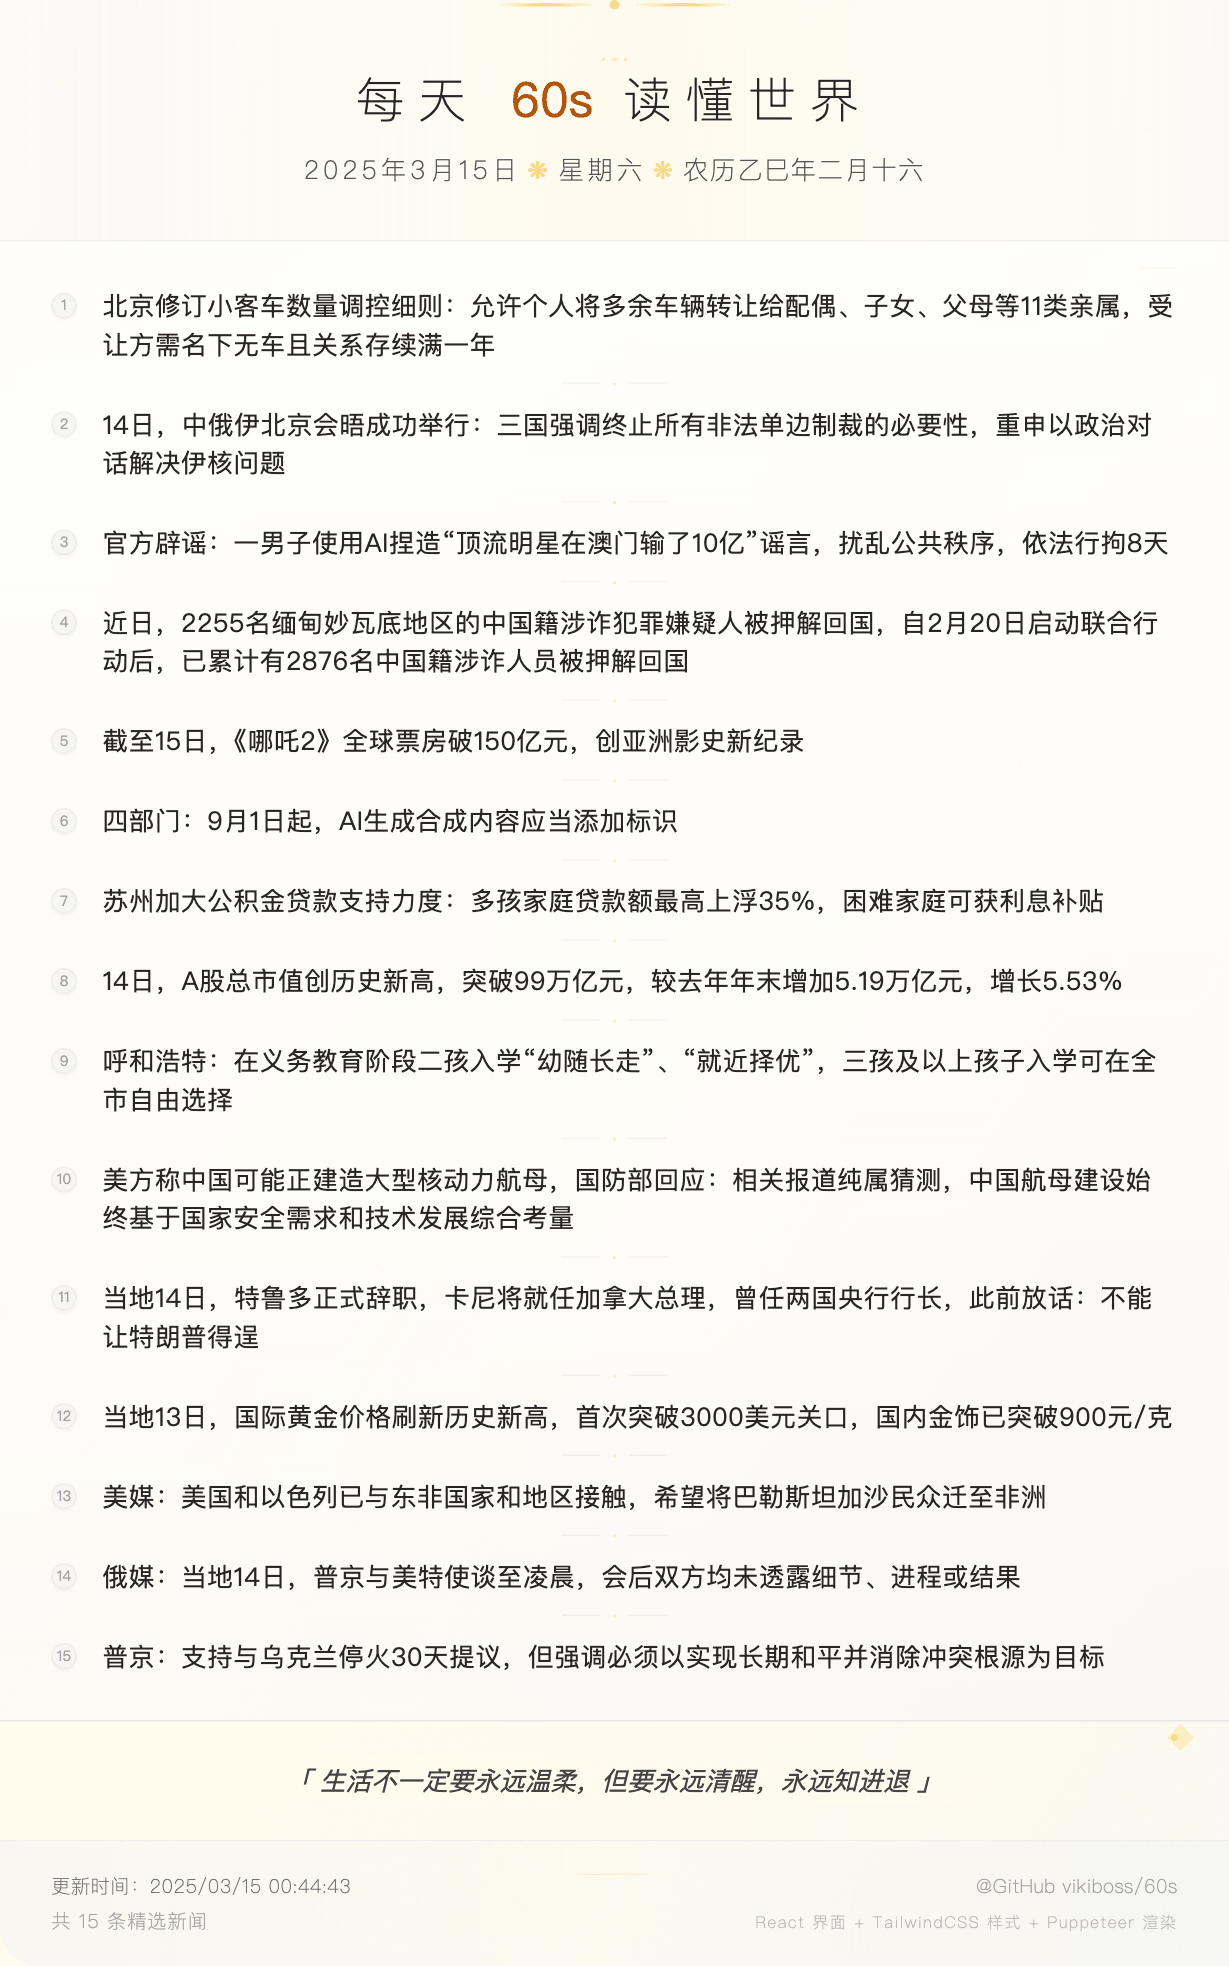 每天 60s 读懂世界
2025年3月15日 ❋ 星期六 ❋ 农历乙巳年二月十六
1 北京修订小客车数量调控细则：允许个人将多余车辆转让给配偶、子女、父母等11类亲属，受
让方需名下无车且关系存续满一年
2 14日，中俄伊北京会晤成功举行：三国强调终止所有非法单边制裁的必要性，重申以政治对
话解决伊核问题
3 官方辟谣：一男子使用AI捏造“顶流明星在澳门输了10亿”谣言，扰乱公共秩序，依法行拘8天
4 近日，2255名缅甸妙瓦底地区的中国籍涉诈犯罪嫌疑人被押解回国，自2月20日启动联合行
动后，已累计有2876名中国籍涉诈人员被押解回国
5 截至15日，《哪吒2》全球票房破150亿元，创亚洲影史新纪录
6 四部门：9月1日起，AI生成合成内容应当添加标识
7 苏州加大公积金贷款支持力度：多孩家庭贷款额最高上浮35%，困难家庭可获利息补贴
8 14日，A股总市值创历史新高，突破99万亿元，较去年年末增加5.19万亿元，增长5.53%
9 呼和浩特：在义务教育阶段二孩入学“幼随长走”、“就近择优”，三孩及以上孩子入学可在全
市自由选择
10 美方称中国可能正建造大型核动力航母，国防部回应：相关报道纯属猜测，中国航母建设始
终基于国家安全需求和技术发展综合考量
11 当地14日，特鲁多正式辞职，卡尼将就任加拿大总理，曾任两国央行行长，此前放话：不能
让特朗普得逞
12 当地13日，国际黄金价格刷新历史新高，首次突破3000美元关口，国内金饰已突破900元/克
13 美媒：美国和以色列已与东非国家和地区接触，希望将巴勒斯坦加沙民众迁至非洲
14 俄媒：当地14日，普京与美特使谈至凌晨，会后双方均未透露细节、进程或结果
15 普京：支持与乌克兰停火30天提议，但强调必须以实现长期和平并消除冲突根源为目标
「 生活不一定要永远温柔，但要永远清醒，永远知进退 」
更新时间：2025/03/15 00:44:43
@GitHub vikiboss/60s
共 15 条精选新闻
React 界面 + TailwindCSS 样式 + Puppeteer 渲染